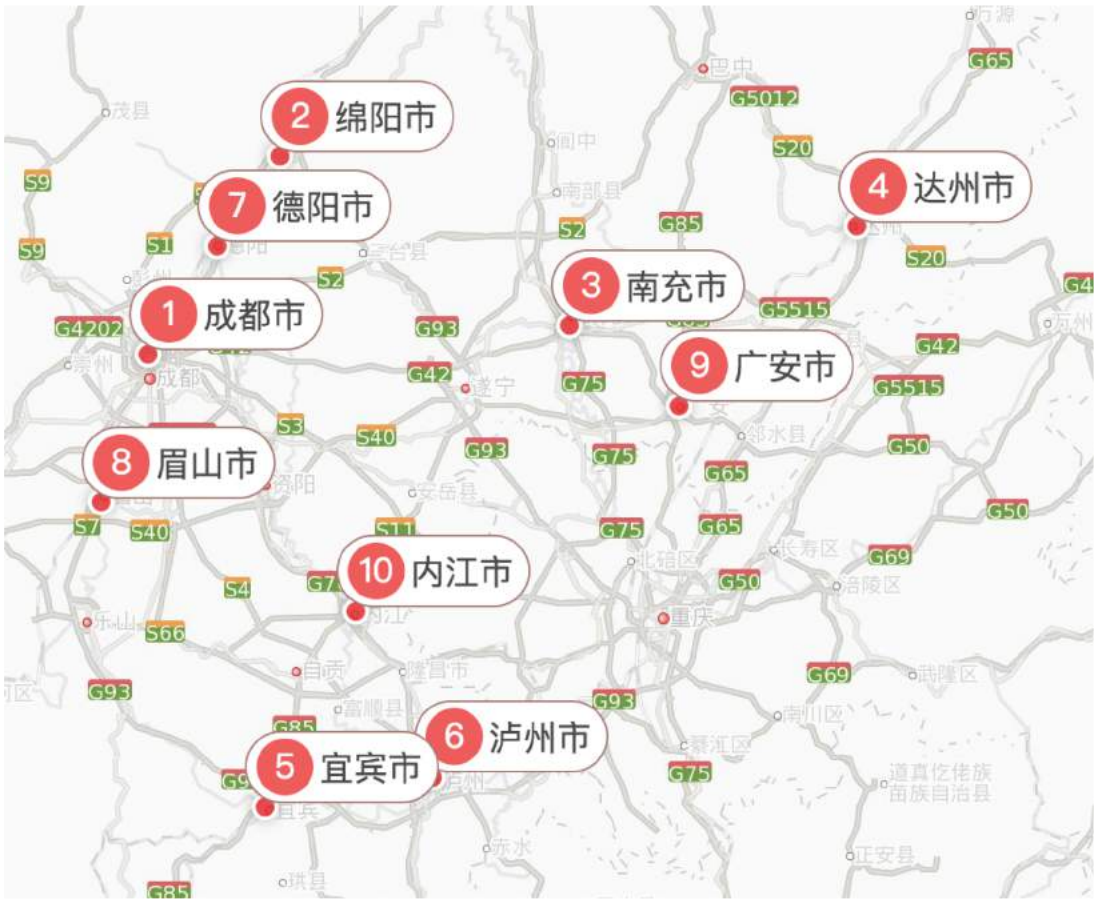 万源
G65
巴中
G5012
茂县
2 绵阳市
阆中
S20
S9
7 德阳市
南部县
4 达州市
G85
S2
S9
S1
德阳
三台县
S20
S2
彭州
3 南充市
G4
1 成都市
G5515
G4202
G93
万州
崇州
成都
G42
遂宁
9 广安市
G42
G75
G5515
S3
S40
G93
邻水县
G50
8 眉山市
G75
G65
资阳
安岳县
S7
S40
S11
G75
G65
G50
10 内江市
北碚区
长寿区
G69
S4
G50
涪陵区
内江
乐山
S66
重庆
自贡
隆昌市
G69
武隆区
G93
G93
富顺县
G85
南川区
6 泸州市
綦江区
5 宜宾市
G75
泸州
道真仡佬族
苗族自治县
宜宾
赤水
正安县
珙县
G85